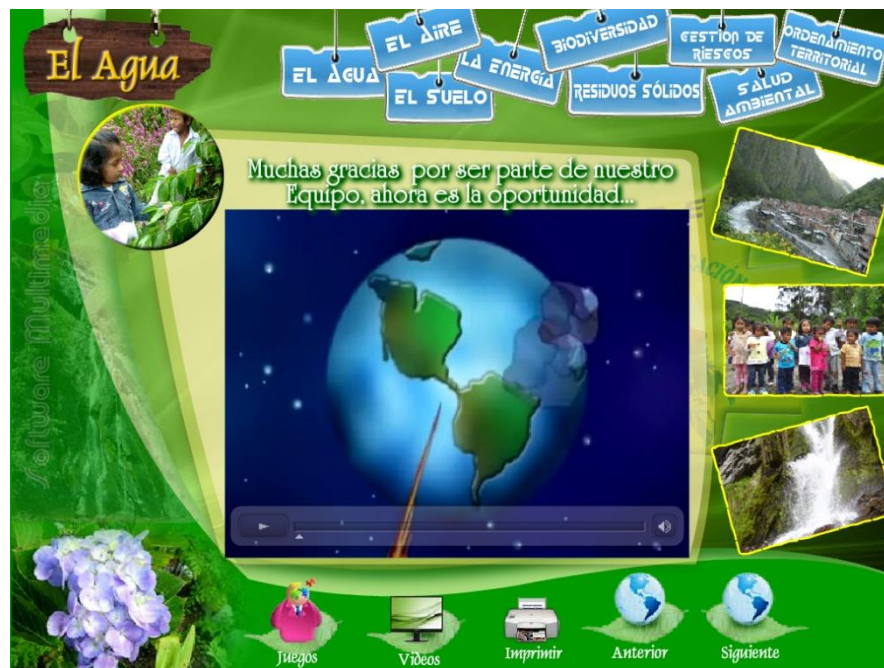 El Agua
EL AGUA
EL AIRE
EL SUELO
LA ENERGÍA
BIODIVERSIDAD
RESIDUOS SÓLIDOS
GESTION DE
RIESGOS
SALUD
AMBIENTAL
ORDENAMIENTO
TERRITORIAL
Muchas gracias por ser parte de nuestro
Equipo, ahora es la oportunidad...
Software Multimedia
Juegos
Videos
Imprimir
Anterior
Siguiente